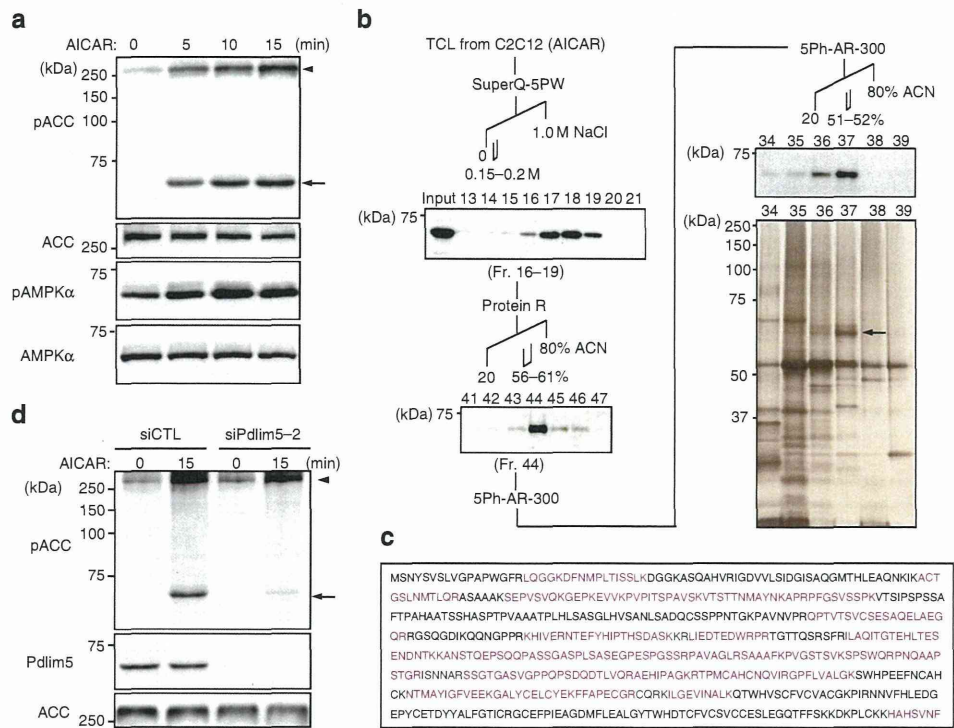 a
AICAR: 0 5 10 15 (min)
(kDa)
250
150
pACC
100
75
ACC
250
75
pAMPKα
75
AMPKα
b
TCL from C2C12 (AICAR)
SuperQ-5PW
1.0 M NaCl
0
0.15–0.2 M
Input 13 14 15 16 17 18 19 20 21
(kDa) 75
(Fr. 16–19)
Protein R
80% ACN
20
56–61%
41 42 43 44 45 46 47
(kDa) 75
(Fr. 44)
5Ph-AR-300
5Ph-AR-300
80% ACN
20
51–52%
34 35 36 37 38 39
(kDa) 75
(kDa) 34 35 36 37 38 39
250
150
100
75
50
37
c
MSNYSVSLVGPAPWGFRLQGGKDFNMPLTISSLKDGGKASQAHVRIGDVVLSIDGISAQGMTHLEAQNKIKACT
GSLNMTLQRASAAAKSEPVSVQKGEPKEVVKPVPITSPAVSKVTSTTNMAYNKAPRPFGSVSSPKVTSIPSPSSA
FTPAHAATSSHASPTPVAAATPLHLSASGLHVSANLSADQCSSPPNTGKPAVNVPRQPTVTSVCSESAQELAEG
QRRGSQGDIKQQNGPPRKHIVERNTEFYHIPTHSDASKKRLIEDTEDWRPRTGTTQSRSFRILAQITGTEHLTES
ENDNTKKANSTQEPSQQPASSGASPLSASEGPESPGSSRPAVAGLRSAAAFKPVGSTSVKSPSWQRPNQAAP
STGRISNNARSSGTGASVGPPQPSDQDTLVQRAEHIPAGKRTPMCAHCNQVIRGPFLVALGKSWHPEEFNCAH
CKNTMAYIGFVEEKGALYCELCYEKFFAPECGRCQRKILGEVINALKQTWHVSCFVCVACGKPIRNNVFHLEDG
EPYCETDYYALFGTICRGCEFPIEAGDMFLEALGYTWHDTCFVCSVCCESLEGQTFFSKKDKPLCKKHAHSVNF
d
siCTL siPdlim5–2
AICAR: 0 15 0 15 (min)
(kDa)
250
150
100
pACC
75
75
Pdlim5
ACC
250